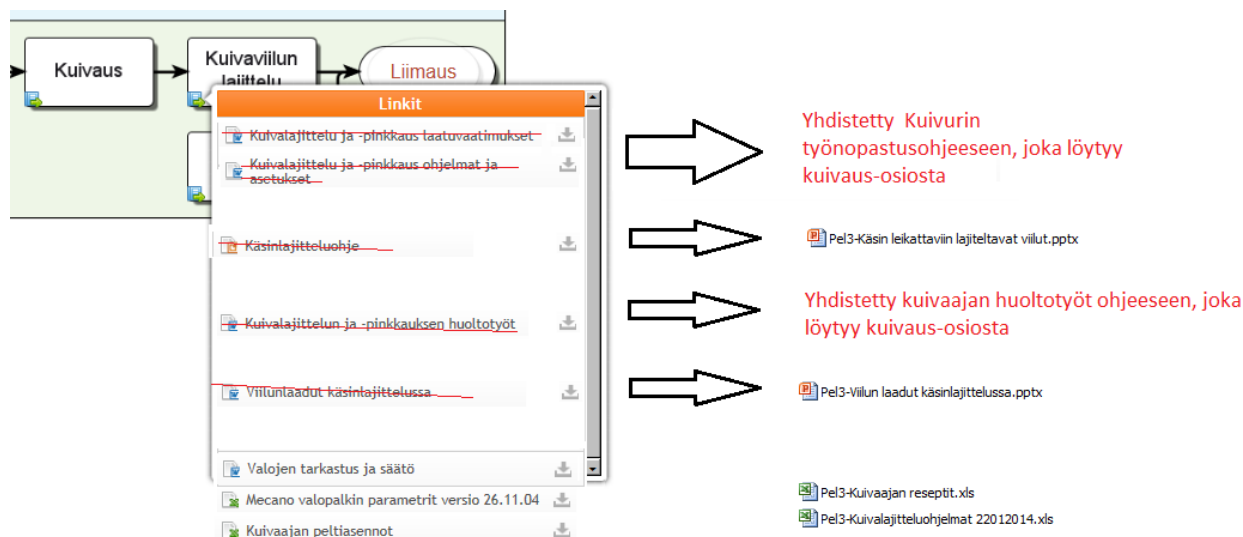 Kuivaus
Kuivaviilun
lajittelu
Liimaus
Linkit
Kuivalajittelu ja -pinkkaus laatuvaatimukset
Kuivalajittelu ja -pinkkaus ohjelmat ja
asetukset
Yhdistetty Kuivurin
työnopastusohjeeseen, joka löytyy
kuivaus-osiosta
Käsinlajitteluohje
Pel3-Käsin leikattaviin lajiteltavat viilut.pptx
Kuivalajittelun ja -pinkkauksen huoltotyöt
Yhdistetty kuivaajan huoltotyöt ohjeeseen, joka
löytyy kuivaus-osiosta
Viilunlaadut käsinlajittelussa
Pel3-Viilun laadut käsinlajittelussa.pptx
Valojen tarkastus ja säätö
Mecano valopalkin parametrit versio 26.11.04
Pel3-Kuivaajan reseptit.xls
Kuivaajan peltiasennot
Pel3-Kuivalajitteluohjelmat 22012014.xls